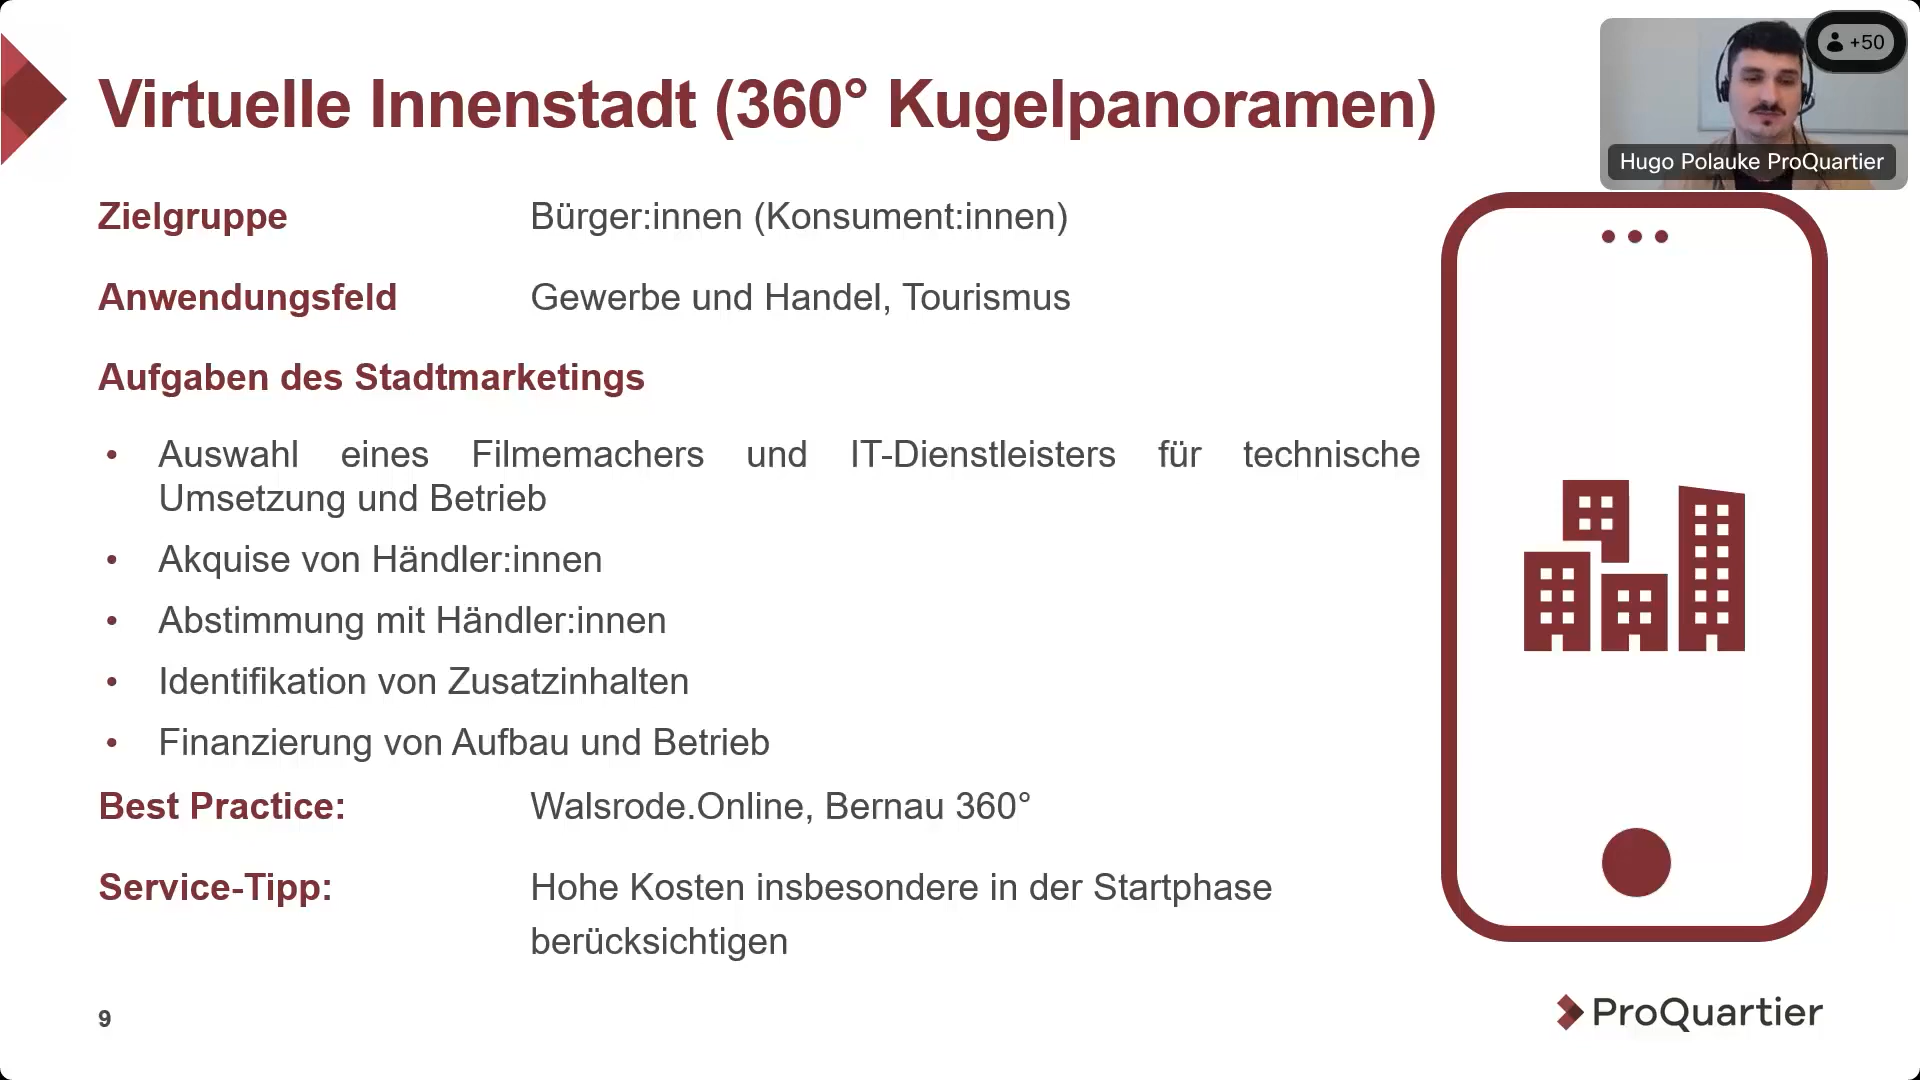 Virtuelle Innenstadt (360° Kugelpanoramen)
+50
Hugo Polauke ProQuartier
Zielgruppe Bürger:innen (Konsument:innen)
Anwendungsfeld Gewerbe und Handel, Tourismus
Aufgaben des Stadtmarketings
• Auswahl eines Filmemachers und IT-Dienstleisters für technische
Umsetzung und Betrieb
• Akquise von Händler:innen
• Abstimmung mit Händler:innen
• Identifikation von Zusatzinhalten
• Finanzierung von Aufbau und Betrieb
Best Practice: Walsrode.Online, Bernau 360°
Service-Tipp: Hohe Kosten insbesondere in der Startphase
berücksichtigen
9
ProQuartier